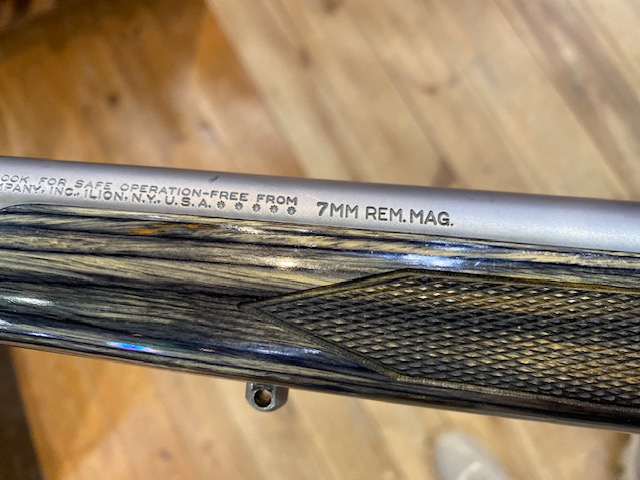 OOK FOR SAFE OPERATION-FREE FROM
MPANY, INC., ILION, N.Y., U.S.A. ***** 7MM REM. MAG.